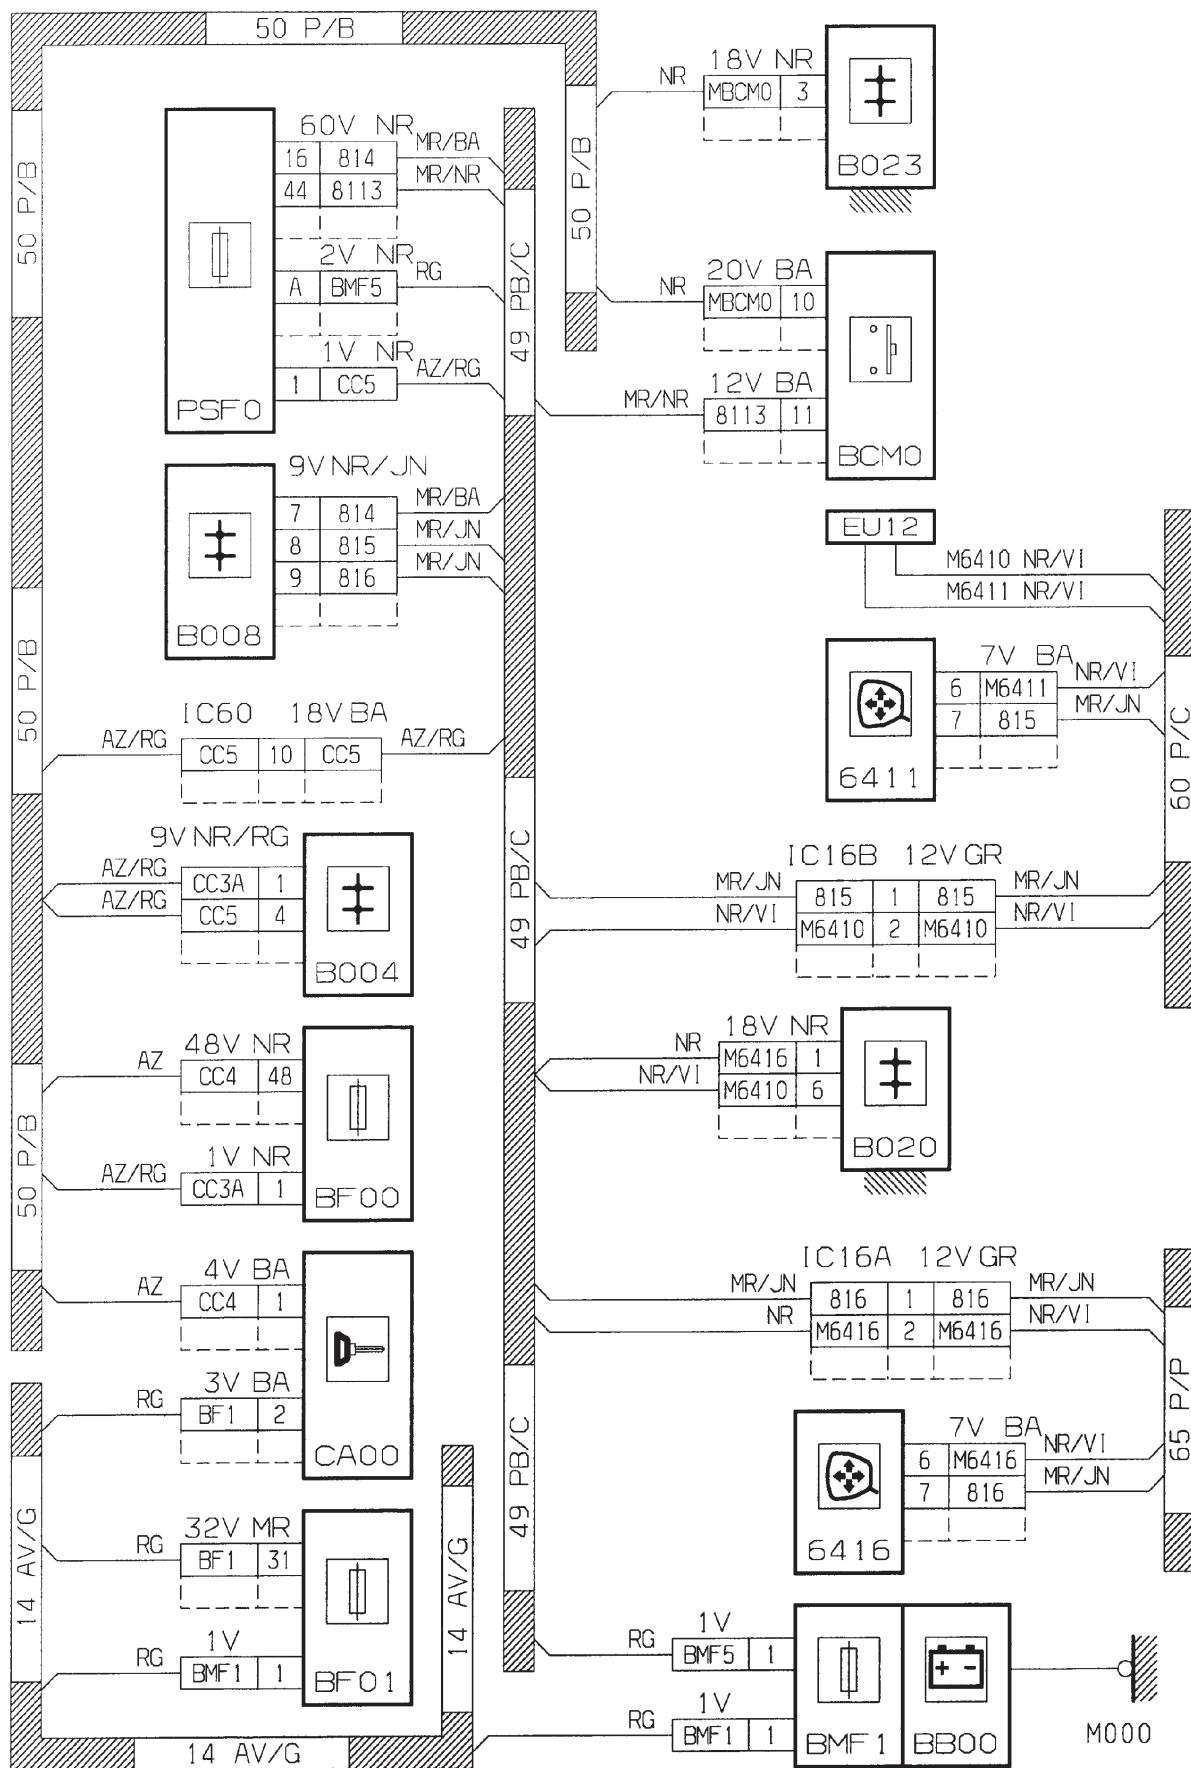 50 P/B
50 P/B
50 P/B
50 P/B
50 P/B
60V NR
16 814 MR/BA
44 8113 MR/NR
2V NR
A BMF5 RG
1V NR
1 CC5 AZ/RG
PSF0
9V NR/JN
7 814 MR/BA
8 815 MR/JN
9 816 MR/JN
B008
IC60 18V BA
AZ/RG CC5 10 CC5 AZ/RG
9V NR/RG
AZ/RG CC3A 1
AZ/RG CC5 4
B004
48V NR
AZ CC4 48
1V NR
AZ/RG CC3A 1
BF00
4V BA
AZ CC4 1
3V BA
RG BF1 2
CA00
14 AV/G
14 AV/G
14 AV/G
32V MR
RG BF1 31
1V
RG BMF1 1
BF01
49 PB/C
49 PB/C
49 PB/C
18V NR
NR MBCM0 3
B023
20V BA
NR MBCM0 10
12V BA
MR/NR 8113 11
BCM0
EU12
M6410 NR/VI
M6411 NR/VI
7V BA
6 M6411 NR/VI
7 815 MR/JN
6411
60 P/C
IC16B 12V GR
MR/JN 815 1 815 MR/JN
NR/VI M6410 2 M6410 NR/VI
18V NR
NR M6416 1
NR/VI M6410 6
B020
IC16A 12V GR
MR/JN 816 1 816 MR/JN
NR M6416 2 M6416 NR/VI
65 P/P
7V BA
6 M6416 NR/VI
7 816 MR/JN
6416
1V
RG BMF5 1
1V
RG BMF1 1
BMF1
BB00
M000